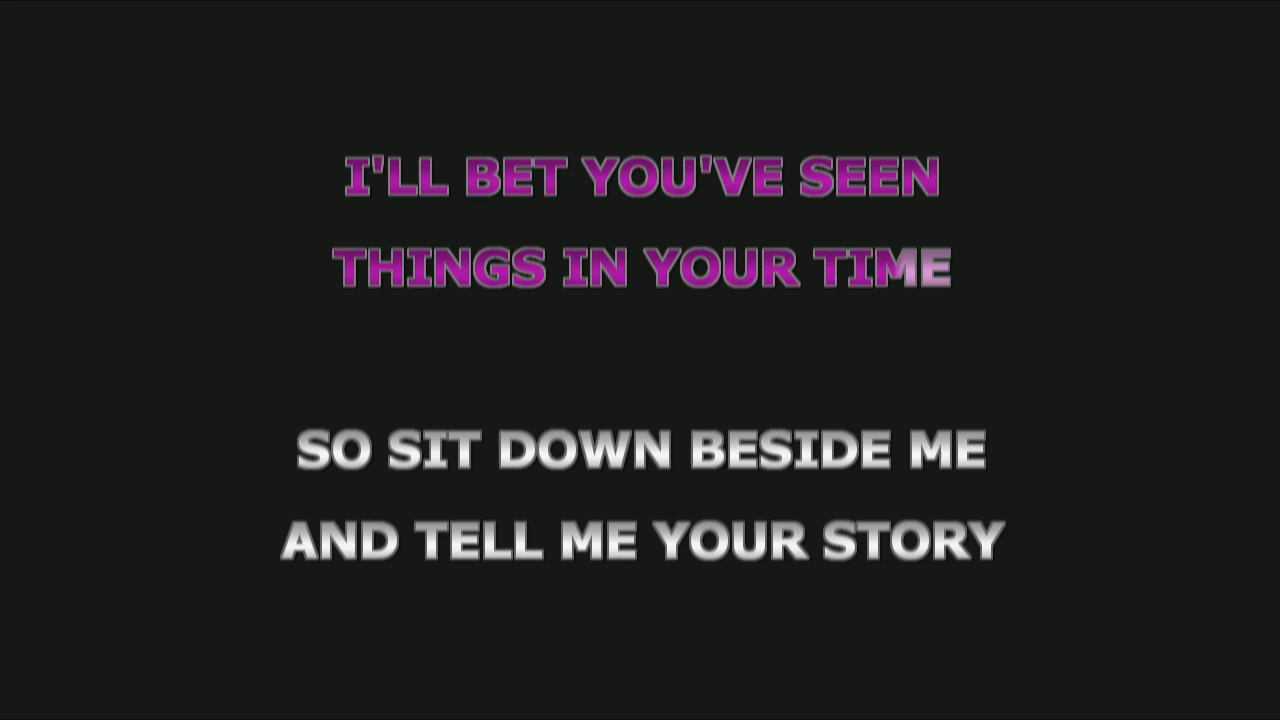 I'LL BET YOU'VE SEEN
THINGS IN YOUR TIME
SO SIT DOWN BESIDE ME
AND TELL ME YOUR STORY